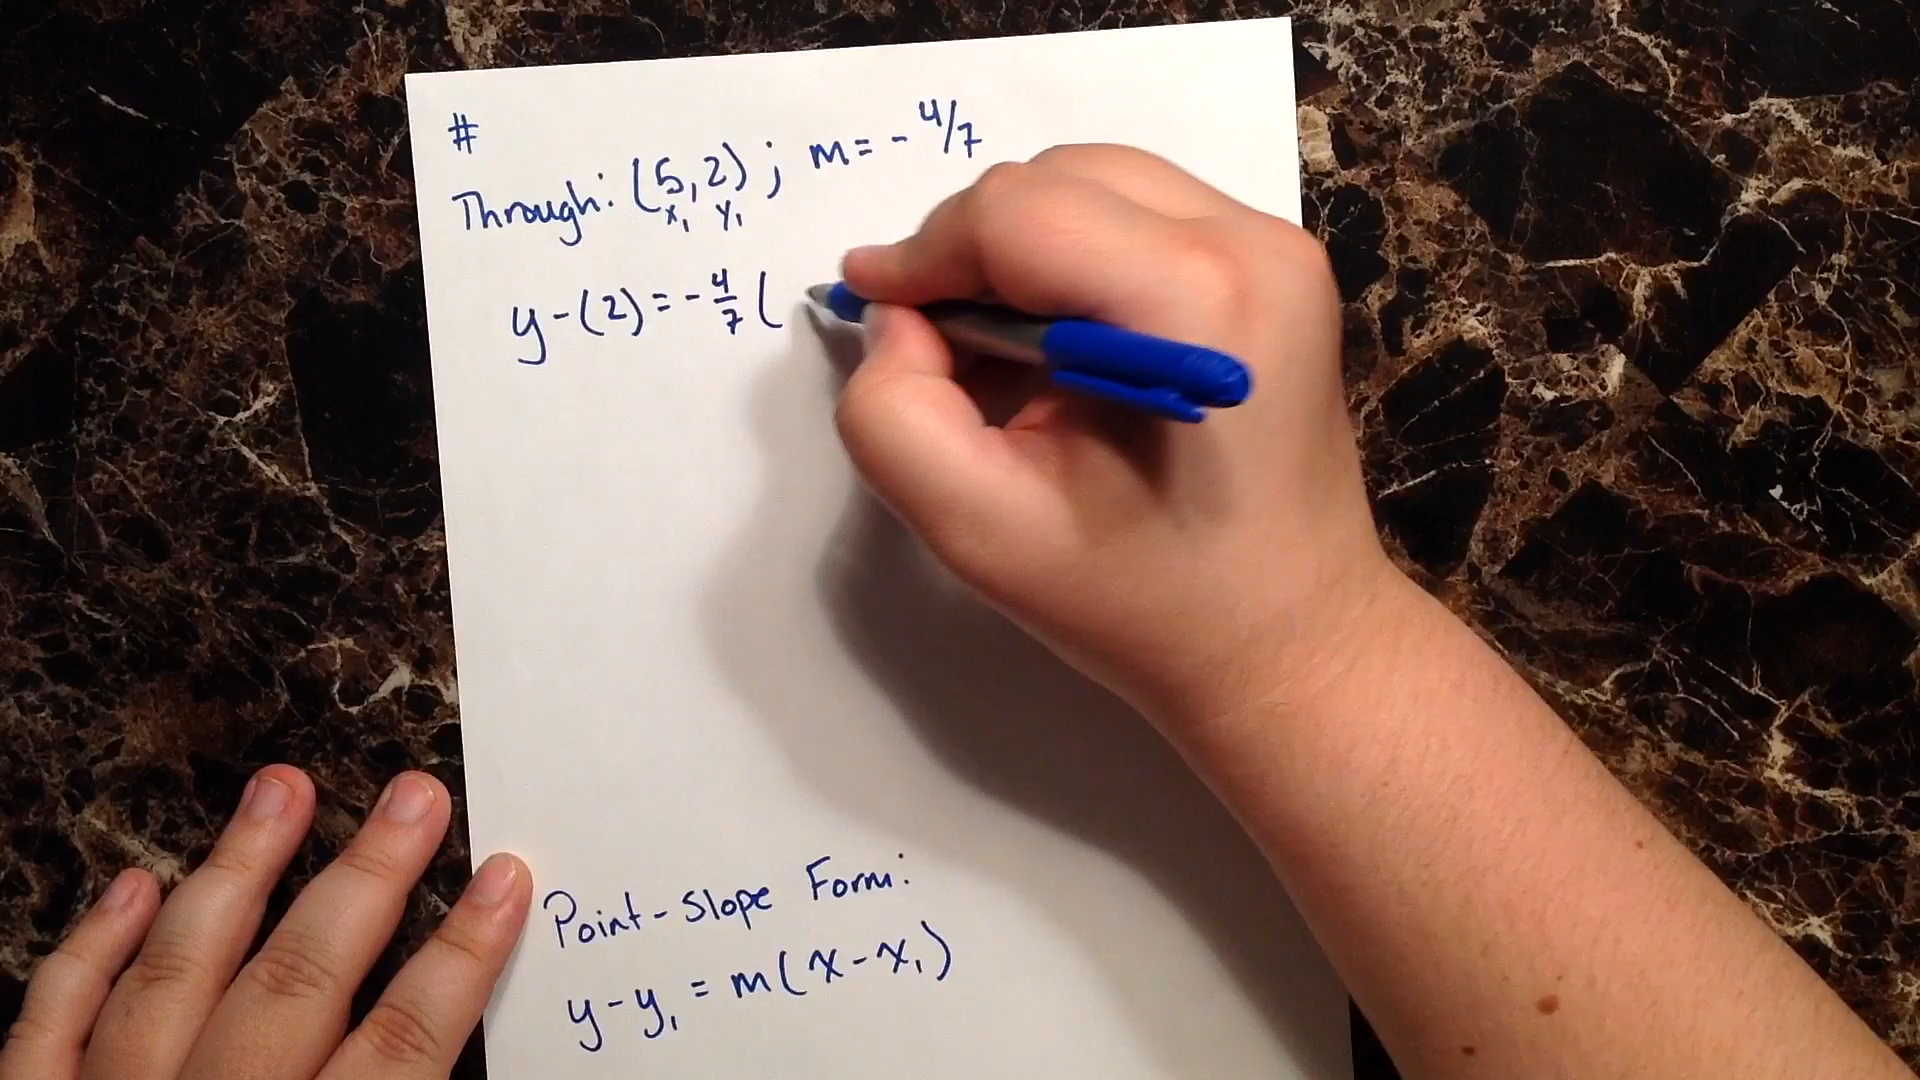 #
Through: (5,2) ; m = - 4/7
x₁ y₁
y-(2) = - 4/7 (
Point-Slope Form:
y-y₁ = m(x-x₁)